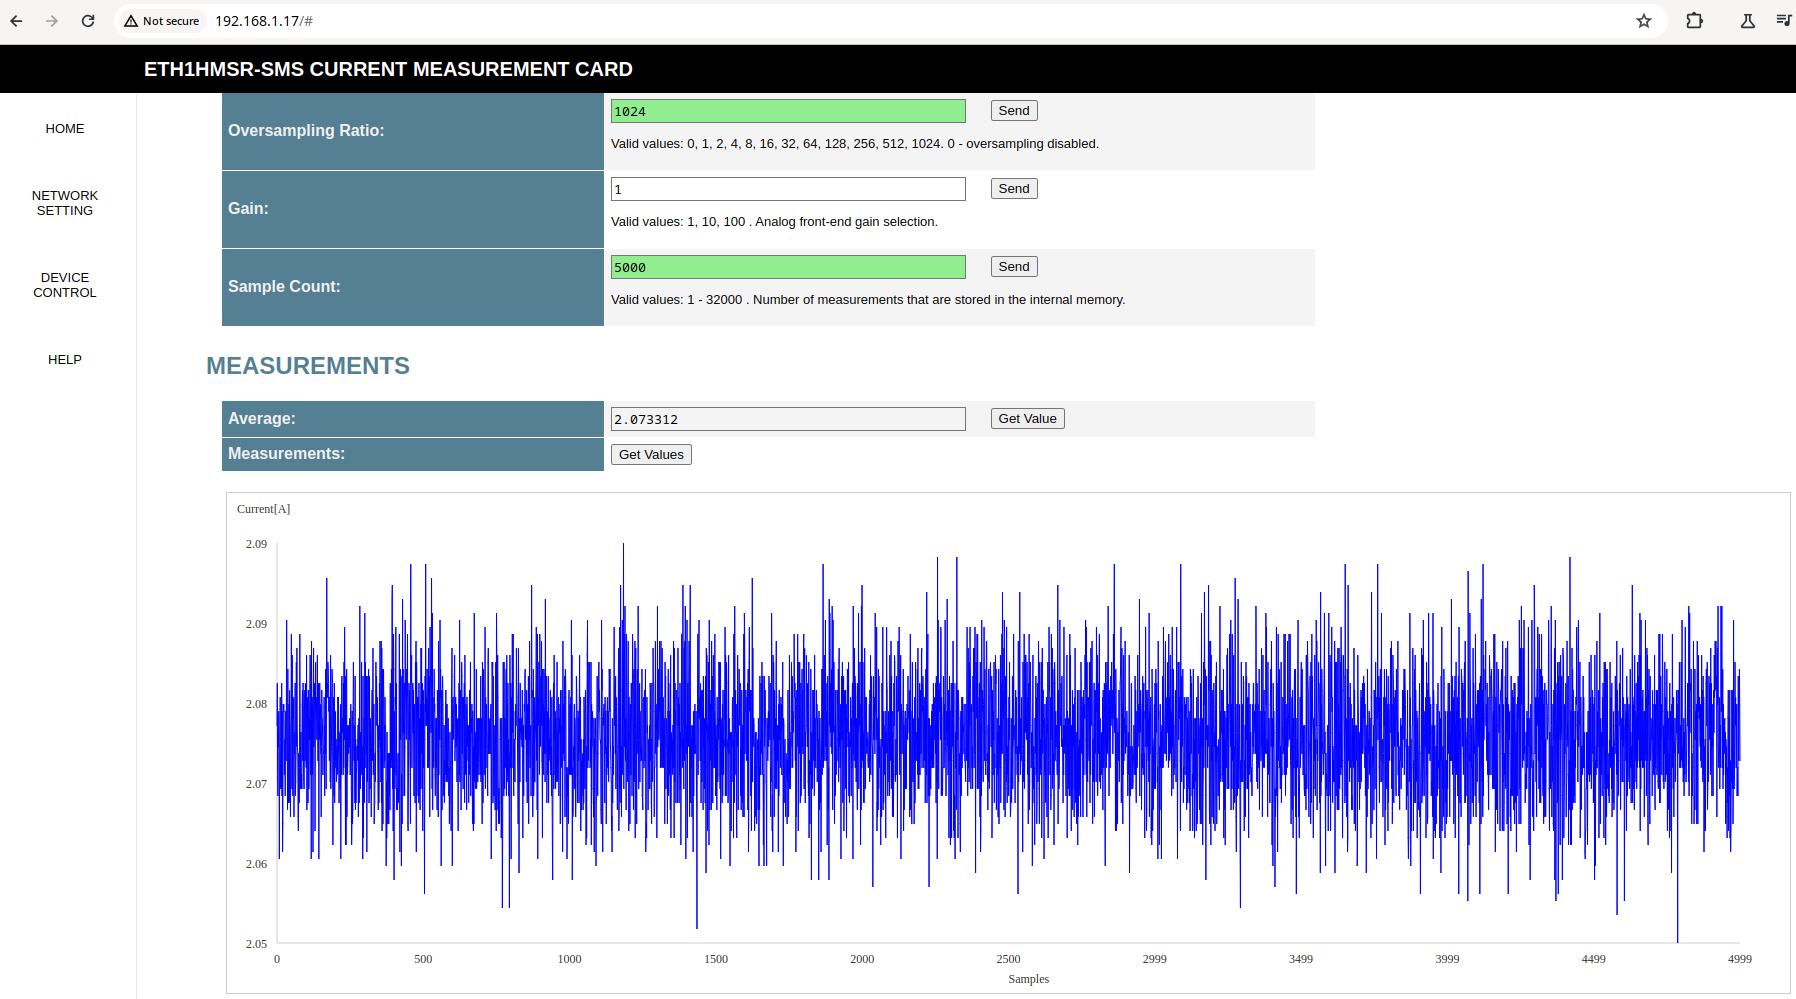 Not secure 192.168.1.17/#
ETH1HMSR-SMS CURRENT MEASUREMENT CARD
HOME
NETWORK
SETTING
DEVICE
CONTROL
HELP
Oversampling Ratio:
1024
Send
Valid values: 0, 1, 2, 4, 8, 16, 32, 64, 128, 256, 512, 1024. 0 - oversampling disabled.
Gain:
1
Send
Valid values: 1, 10, 100 . Analog front-end gain selection.
Sample Count:
5000
Send
Valid values: 1 - 32000 . Number of measurements that are stored in the internal memory.
MEASUREMENTS
Average:
2.073312
Get Value
Measurements:
Get Values
Current[A]
2.09
2.09
2.08
2.07
2.06
2.05
0 500 1000 1500 2000 2500 2999 3499 3999 4499 4999
Samples